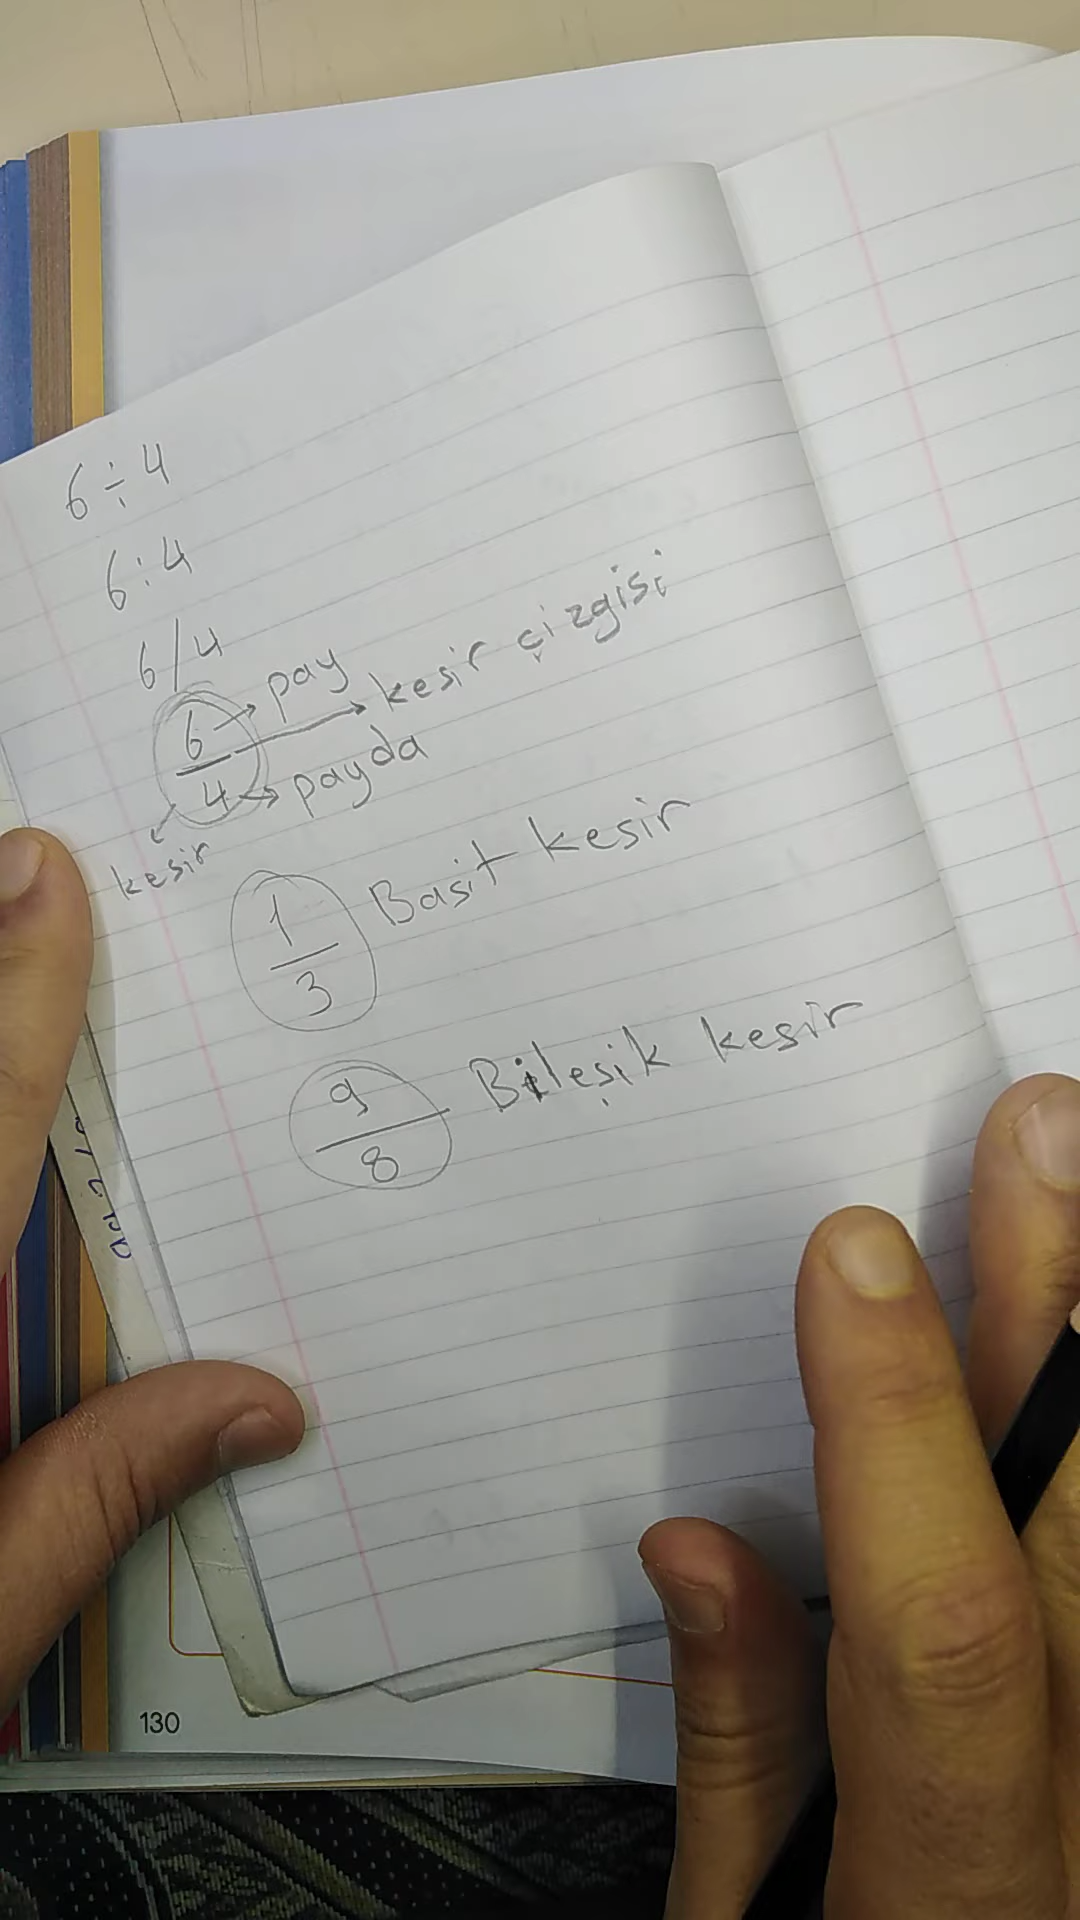 6÷4
6:4
6/4
6 → pay
→ kesir çizgisi
4 → payda
kesir
1
3
Basit kesir
9
8
Bileşik kesir
130